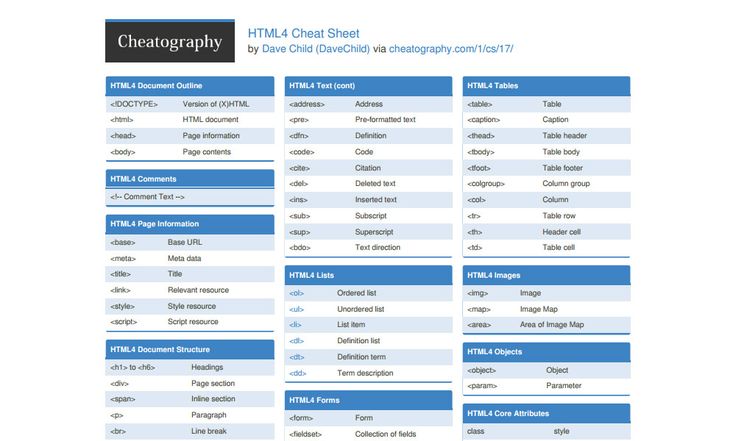 Cheatography
HTML4 Cheat Sheet
by Dave Child (DaveChild) via cheatography.com/1/cs/17/
HTML4 Document Outline
<!DOCTYPE> Version of (X)HTML
<html> HTML document
<head> Page information
<body> Page contents
HTML4 Comments
<!-- Comment Text -->
HTML4 Page Information
<base> Base URL
<meta> Meta data
<title> Title
<link> Relevant resource
<style> Style resource
<script> Script resource
HTML4 Document Structure
<h1> to <h6> Headings
<div> Page section
<span> Inline section
<p> Paragraph
<br> Line break
HTML4 Text (cont)
<address> Address
<pre> Pre-formatted text
<dfn> Definition
<code> Code
<cite> Citation
<del> Deleted text
<ins> Inserted text
<sub> Subscript
<sup> Superscript
<bdo> Text direction
HTML4 Lists
<ol> Ordered list
<ul> Unordered list
<li> List item
<dl> Definition list
<dt> Definition term
<dd> Term description
HTML4 Forms
<form> Form
<fieldset> Collection of fields
HTML4 Tables
<table> Table
<caption> Caption
<thead> Table header
<tbody> Table body
<tfoot> Table footer
<colgroup> Column group
<col> Column
<tr> Table row
<th> Header cell
<td> Table cell
HTML4 Images
<img> Image
<map> Image Map
<area> Area of Image Map
HTML4 Objects
<object> Object
<param> Parameter
HTML4 Core Attributes
class style